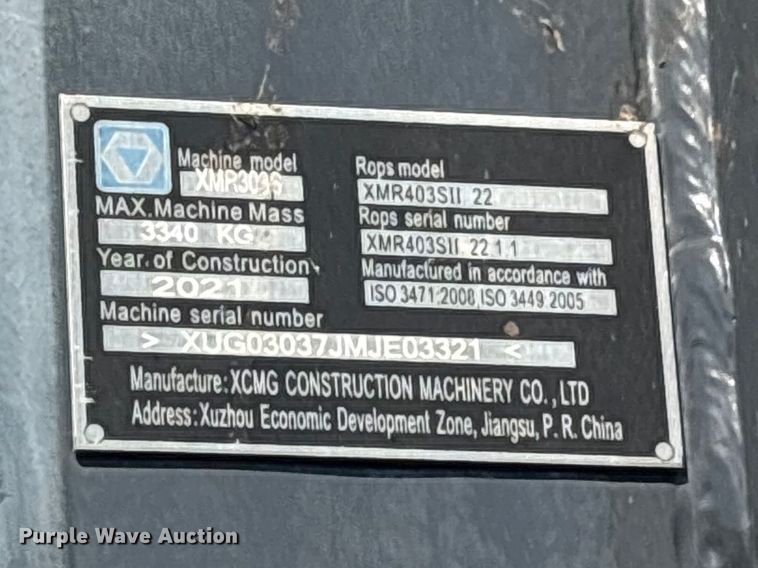 Machine model
XMR303S
MAX.Machine Mass
3340 KG
Year of Construction
2021
Rops model
XMR403SII. 22
Rops serial number
XMR403SII. 22.1.1
Manufactured in accordance with
ISO 3471:2008,ISO 3449:2005
Machine serial number
> XUG03037JMJE03321 <
Manufacture: XCMG CONSTRUCTION MACHINERY CO., LTD
Address: Xuzhou Economic Development Zone, Jiangsu, P. R. China
Purple Wave Auction